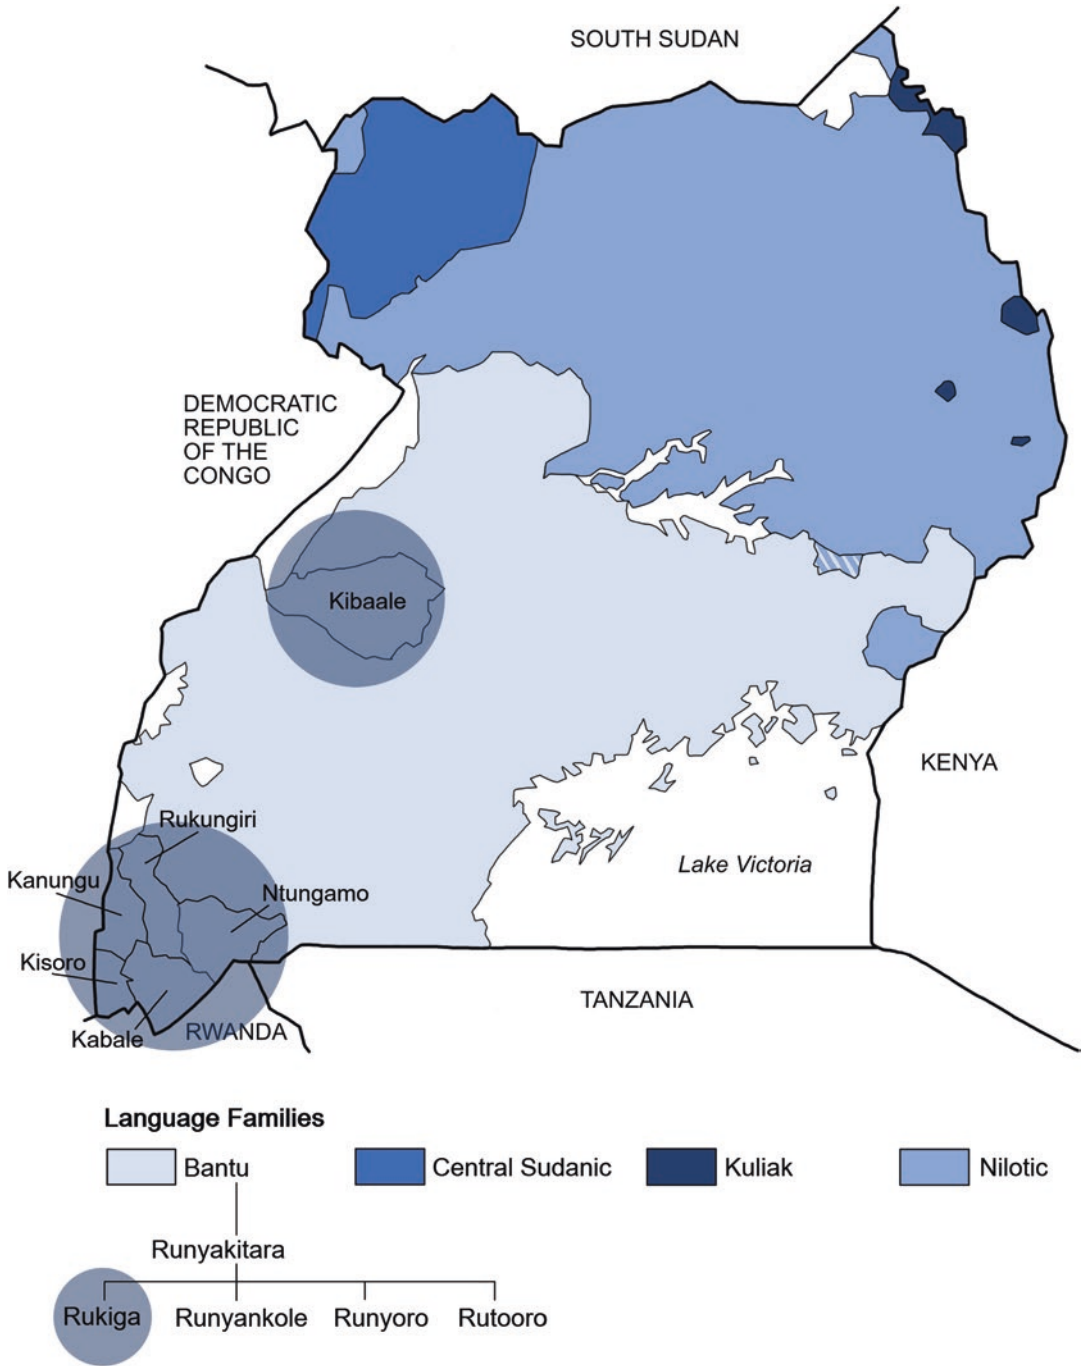 SOUTH SUDAN
DEMOCRATIC
REPUBLIC
OF THE
CONGO
Kibaale
KENYA
Rukungiri
Kanungu
Ntungamo
Lake Victoria
Kisoro
TANZANIA
Kabale
RWANDA
Language Families
Bantu
Central Sudanic
Kuliak
Nilotic
Runyakitara
Rukiga
Runyankole
Runyoro
Rutooro